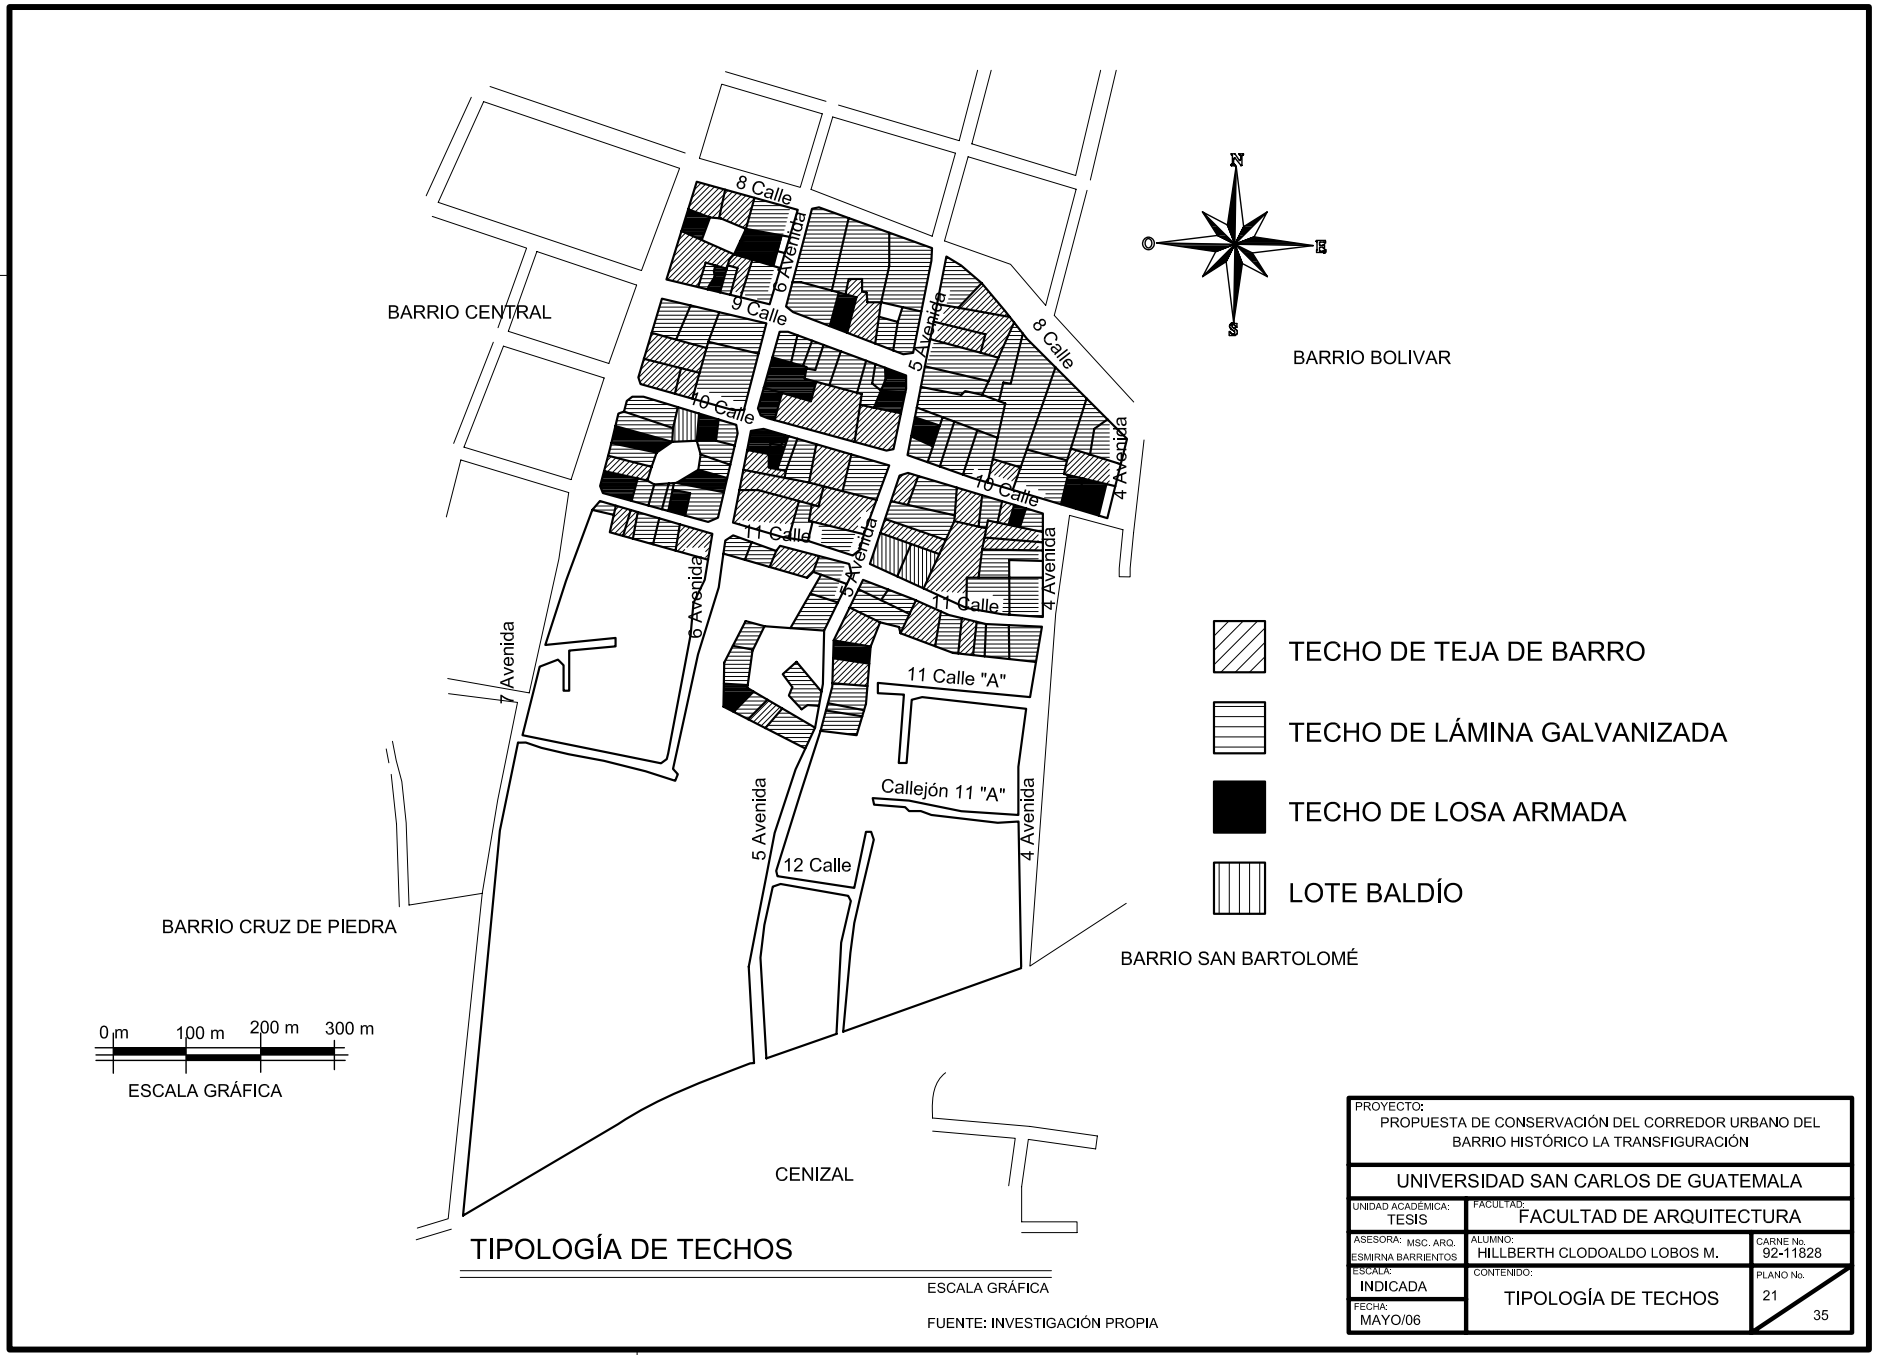 8 Calle
6 Avenida
N
O
E
S
BARRIO CENTRAL
9 Calle
5 Avenida
8 Calle
BARRIO BOLIVAR
10 Calle
4 Avenida
10 Calle
11 Calle
5 Avenida
4 Avenida
6 Avenida
11 Calle
7 Avenida
11 Calle "A"
TECHO DE TEJA DE BARRO
TECHO DE LÁMINA GALVANIZADA
5 Avenida
Callejón 11 "A"
4 Avenida
TECHO DE LOSA ARMADA
12 Calle
LOTE BALDÍO
BARRIO CRUZ DE PIEDRA
BARRIO SAN BARTOLOMÉ
0 m 100 m 200 m 300 m
ESCALA GRÁFICA
CENIZAL
TIPOLOGÍA DE TECHOS
ESCALA GRÁFICA
FUENTE: INVESTIGACIÓN PROPIA
PROYECTO:
PROPUESTA DE CONSERVACIÓN DEL CORREDOR URBANO DEL
BARRIO HISTÓRICO LA TRANSFIGURACIÓN
UNIVERSIDAD SAN CARLOS DE GUATEMALA
UNIDAD ACADÉMICA:
TESIS
FACULTAD:
FACULTAD DE ARQUITECTURA
ASESORA: MSC. ARQ.
ESMIRNA BARRIENTOS
ALUMNO:
HILLBERTH CLODOALDO LOBOS M.
CARNE No.
92-11828
ESCALA:
INDICADA
CONTENIDO:
TIPOLOGÍA DE TECHOS
PLANO No.
21
35
FECHA:
MAYO/06